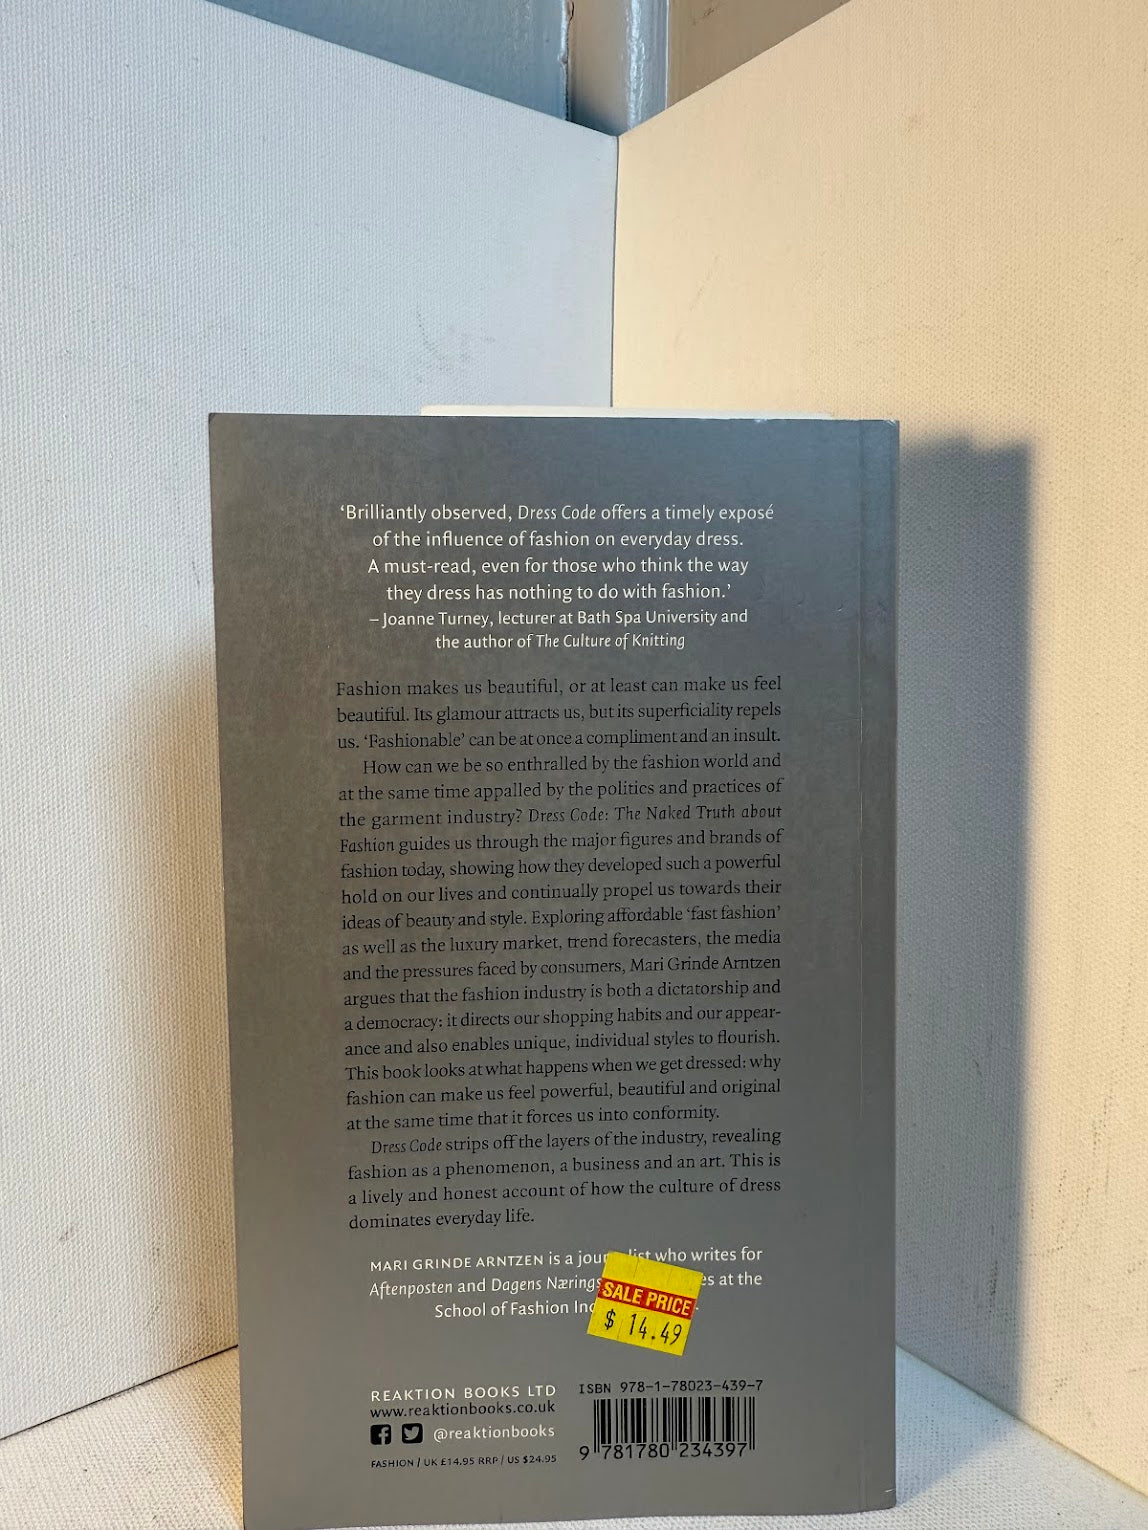 ‘Brilliantly observed, Dress Code offers a timely exposé
of the influence of fashion on everyday dress.
A must-read, even for those who think the way
they dress has nothing to do with fashion.’
– Joanne Turney, lecturer at Bath Spa University and
the author of The Culture of Knitting
Fashion makes us beautiful, or at least can make us feel
beautiful. Its glamour attracts us, but its superficiality repels
us. ‘Fashionable’ can be at once a compliment and an insult.
How can we be so enthralled by the fashion world and
at the same time appalled by the politics and practices of
the garment industry? Dress Code: The Naked Truth about
Fashion guides us through the major figures and brands of
fashion today, showing how they developed such a powerful
hold on our lives and continually propel us towards their
ideas of beauty and style. Exploring affordable ‘fast fashion’
as well as the luxury market, trend forecasters, the media
and the pressures faced by consumers, Mari Grinde Arntzen
argues that the fashion industry is both a dictatorship and
a democracy: it directs our shopping habits and our appear-
ance and also enables unique, individual styles to flourish.
This book looks at what happens when we get dressed: why
fashion can make us feel powerful, beautiful and original
at the same time that it forces us into conformity.
Dress Code strips off the layers of the industry, revealing
fashion as a phenomenon, a business and an art. This is
a lively and honest account of how the culture of dress
dominates everyday life.
MARI GRINDE ARNTZEN is a who writes for
Aftenposten and Dagens at the
School of Fashion
SALE PRICE
$ 14.49
REAKTION BOOKS LTD
www.reaktionbooks.co.uk
@reaktionbooks
FASHION / UK £14.95 RRP / US $24.95
ISBN 978-1-78023-439-7
9 781780 234397